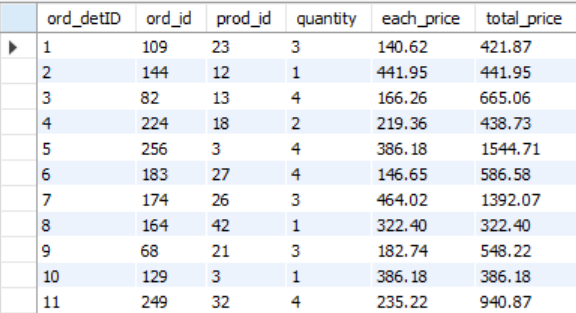 ord_detID ord_id prod_id quantity each_price total_price
1 109 23 3 140.62 421.87
2 144 12 1 441.95 441.95
3 82 13 4 166.26 665.06
4 224 18 2 219.36 438.73
5 256 3 4 386.18 1544.71
6 183 27 4 146.65 586.58
7 174 26 3 464.02 1392.07
8 164 42 1 322.40 322.40
9 68 21 3 182.74 548.22
10 129 3 1 386.18 386.18
11 249 32 4 235.22 940.87